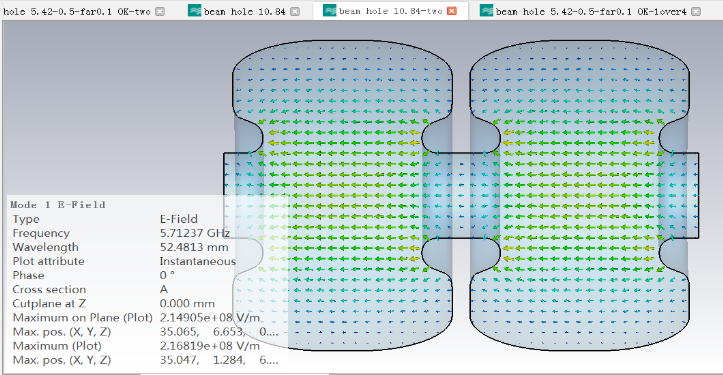 hole 5.42-0.5-far0.1 OK-two
beam hole 10.84
beam hole 10.84-two
beam hole 5.42-0.5-far0.1 OK-1over4
Mode 1 E-Field
Type E-Field
Frequency 5.71237 GHz
Wavelength 52.4813 mm
Plot attribute Instantaneous
Phase 0 °
Cross section A
Cutplane at Z 0.000 mm
Maximum on Plane (Plot) 2.14905e+08 V/m
Max. pos. (X, Y, Z) 35.065, 6.653, 0....
Maximum (Plot) 2.16819e+08 V/m
Max. pos. (X, Y, Z) 35.047, 1.284, 6....